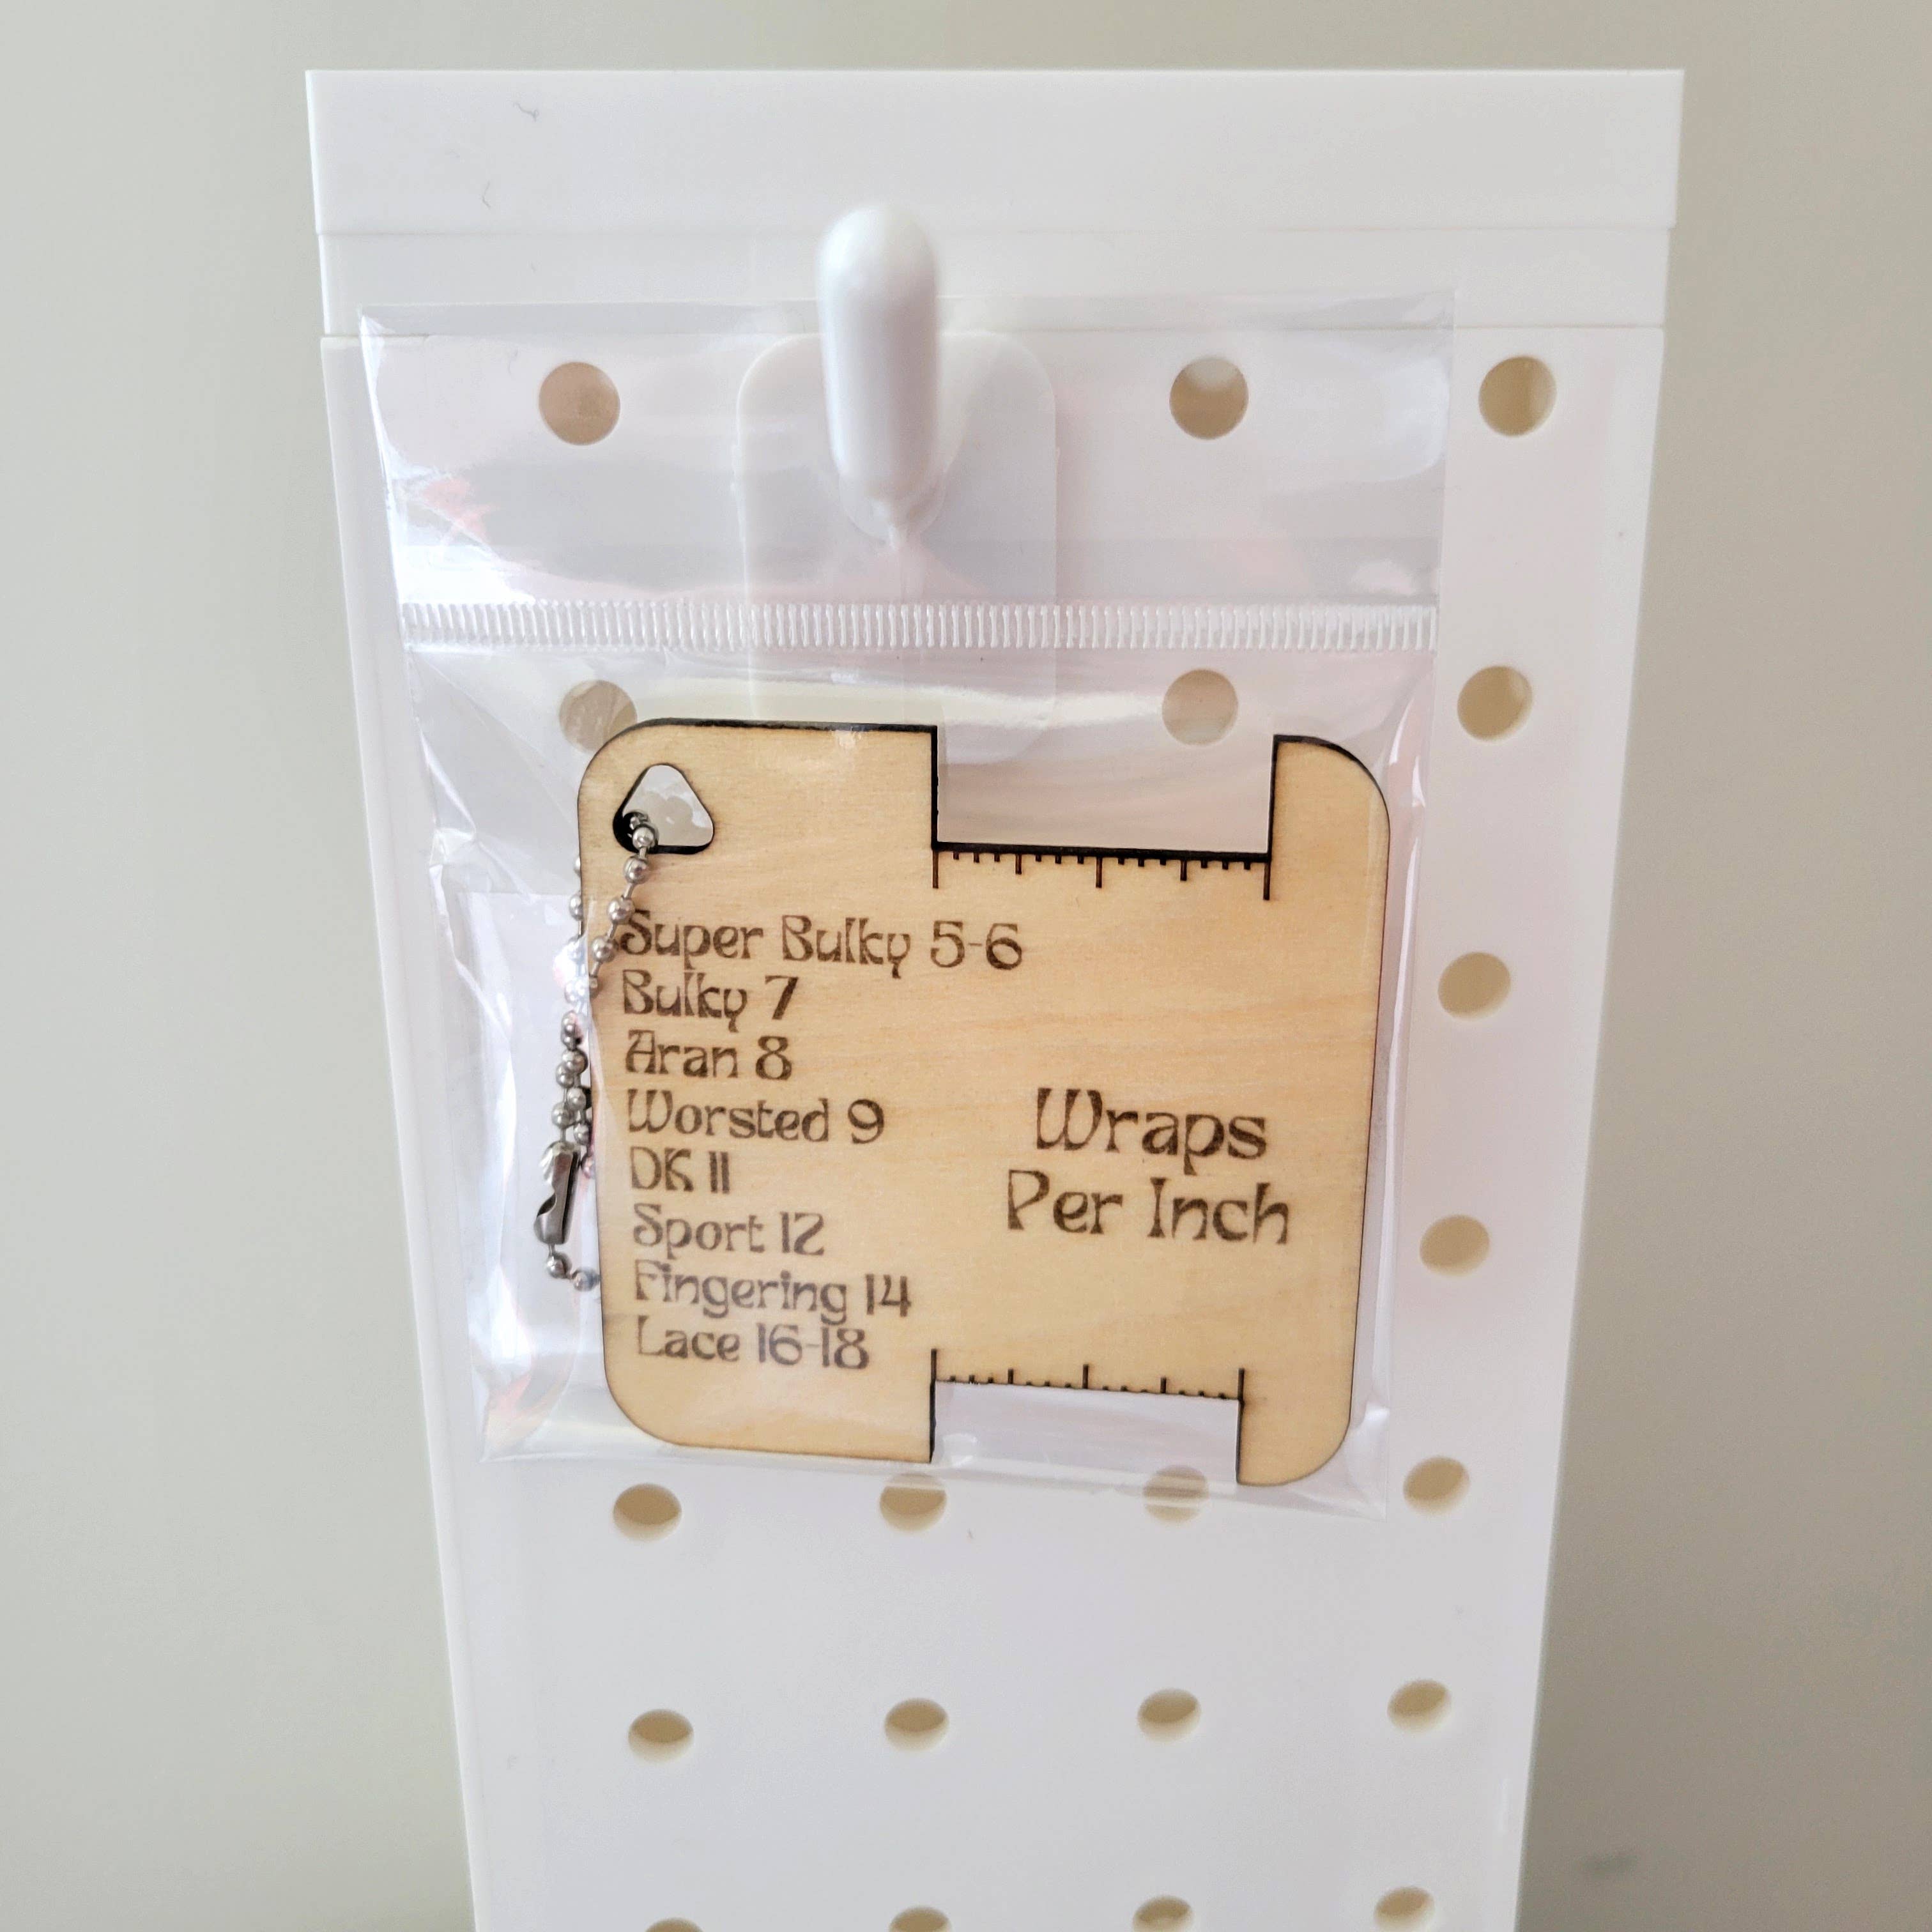 Super Bulky 5-6
Bulky 7
Aran 8
Worsted 9
DK 11
Sport 12
Fingering 14
Lace 16-18
Wraps
Per Inch